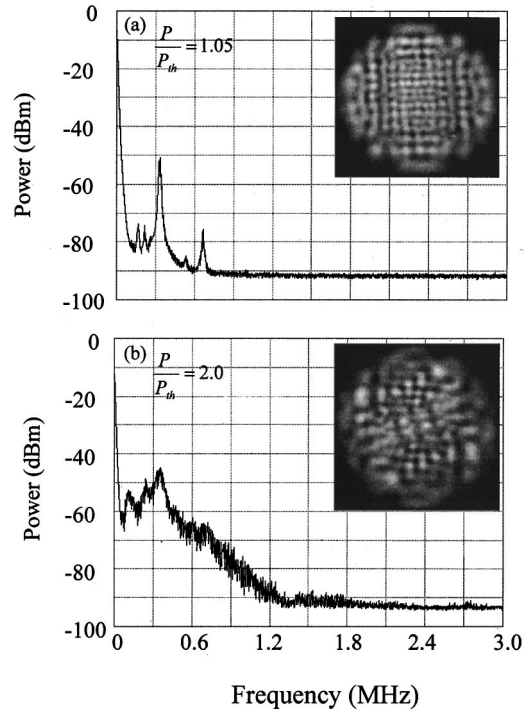 0
(a)
P
P_th = 1.05
-20
-40
-60
-80
-100
Power (dBm)
0
(b)
P
P_th = 2.0
-20
-40
-60
-80
-100
Power (dBm)
0 0.6 1.2 1.8 2.4 3.0
Frequency (MHz)